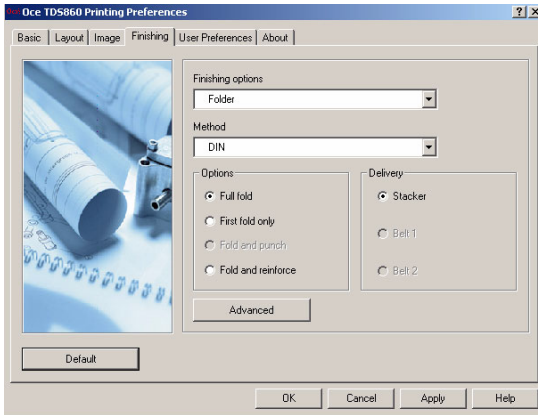 Océ Oce TDS860 Printing Preferences
Basic Layout Image Finishing User Preferences About
Finishing options
Folder
Method
DIN
Options Delivery
Full fold Stacker
First fold only
Belt 1
Fold and punch
Fold and reinforce Belt 2
Advanced
Default
OK Cancel Apply Help